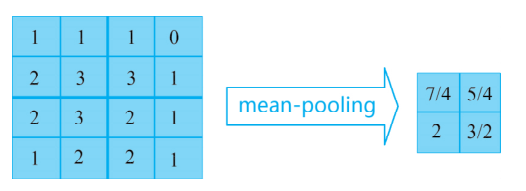 1 1 1 0
2 3 3 1
2 3 2 1
1 2 2 1
mean-pooling
7/4 5/4
2 3/2